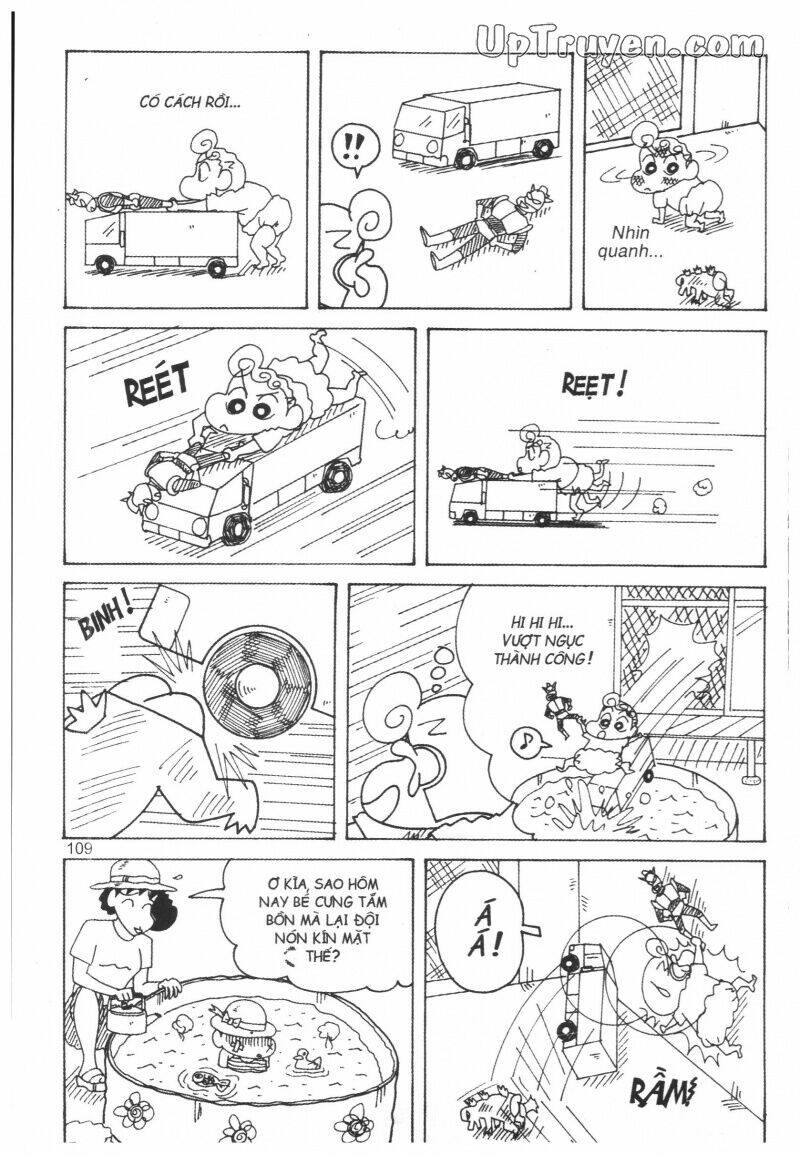 UpTruyen.com
CÓ CÁCH RỒI...
!!
Nhìn
quanh...
REÉT
REẸT!
BINH!
HI HI HI...
VƯỢT NGỤC
THÀNH CÔNG!
109
Ơ KÌA, SAO HÔM
NAY BÉ CƯNG TẮM
BỒN MÀ LẠI ĐỘI
NÓN KÍN MẶT
THẾ?
Á
Á!
RẦM!